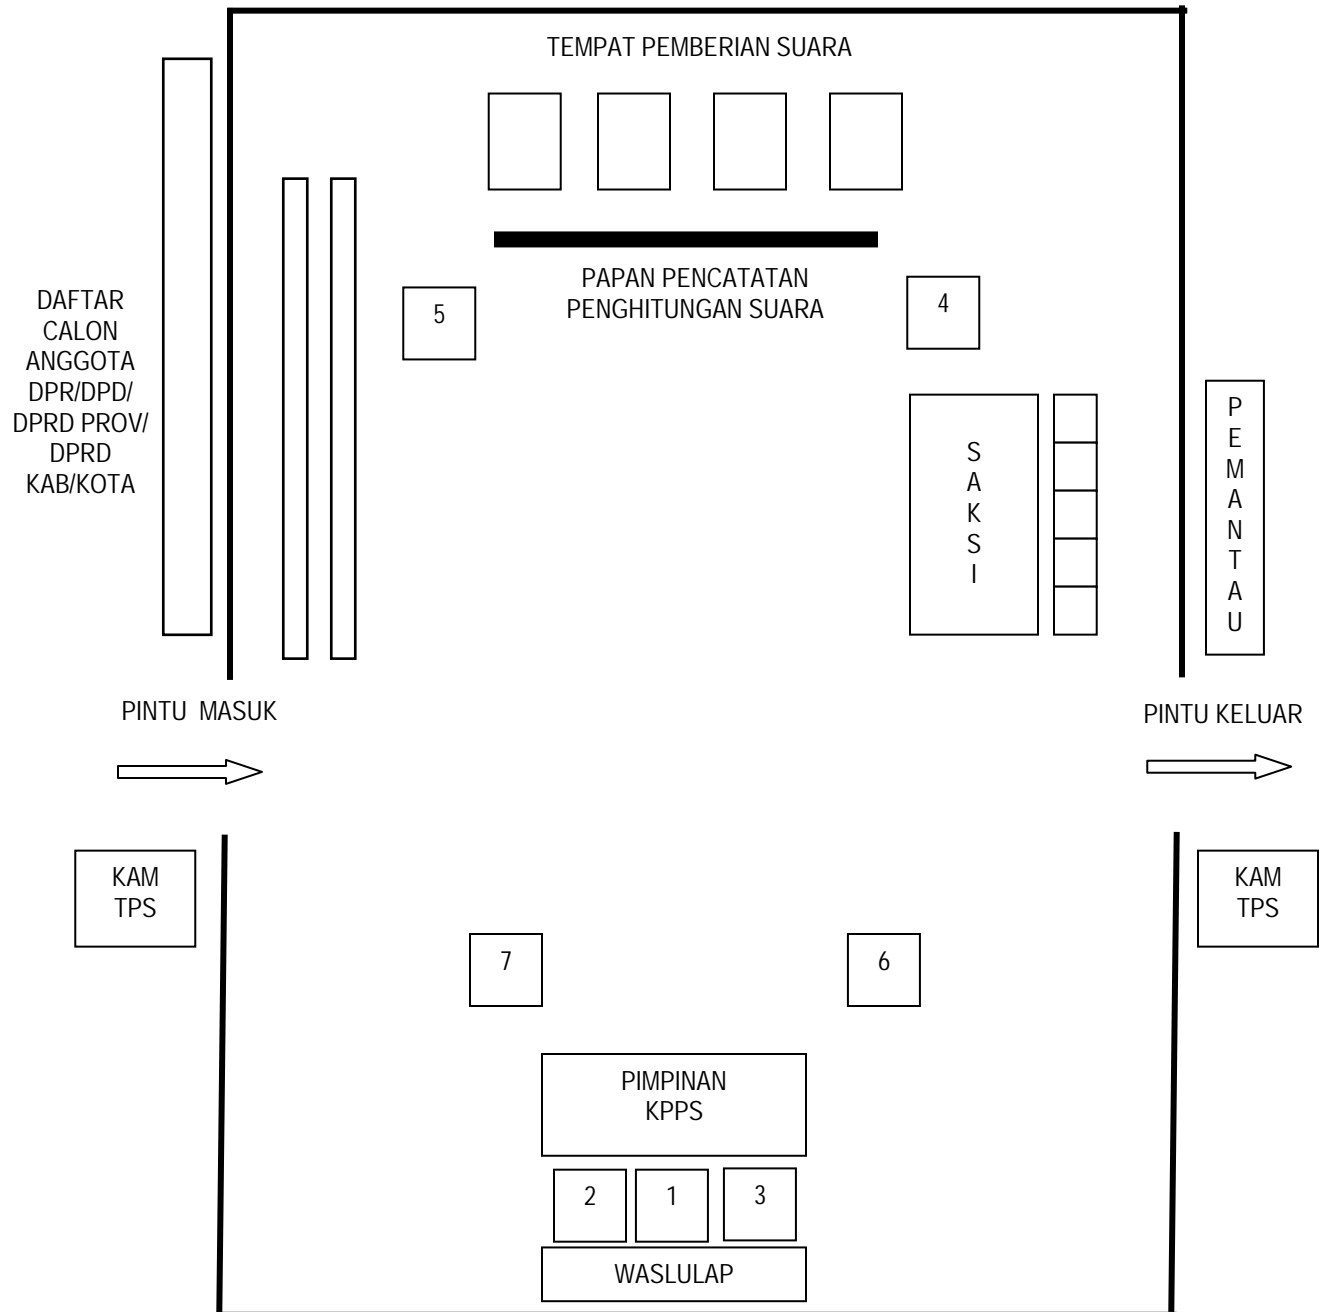 TEMPAT PEMBERIAN SUARA
PAPAN PENCATATAN
PENGHITUNGAN SUARA
5
4
DAFTAR
CALON
ANGGOTA
DPR/DPD/
DPRD PROV/
DPRD
KAB/KOTA
S
A
K
S
I
P
E
M
A
N
T
A
U
PINTU MASUK
PINTU KELUAR
KAM
TPS
KAM
TPS
7
6
PIMPINAN
KPPS
2
1
3
WASLULAP